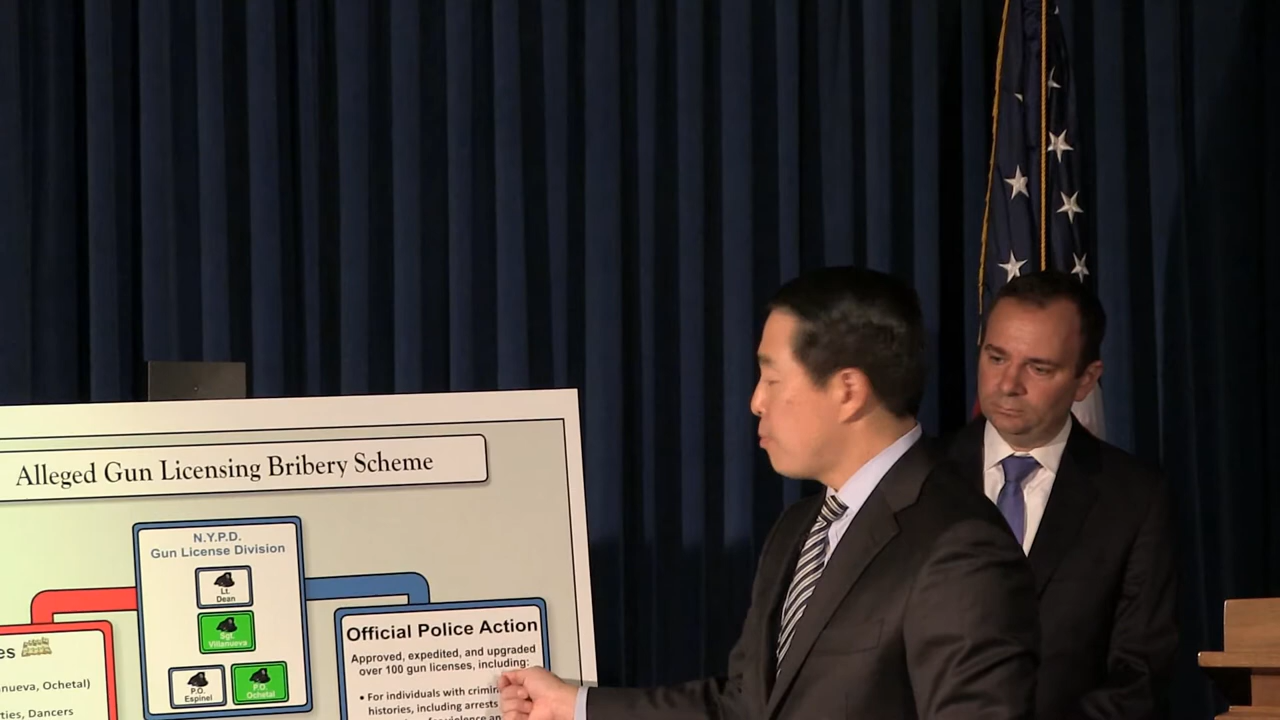 Alleged Gun Licensing Bribery Scheme
N.Y.P.D.
Gun License Division
Lt.
Dean
Sgt.
Villanueva
P.O.
Espinel
P.O.
Ochetal
es
nueva, Ochetal)
ties, Dancers
Official Police Action
Approved, expedited, and upgraded
over 100 gun licenses, including:
• For individuals with crimin
histories, including arrests
violence an